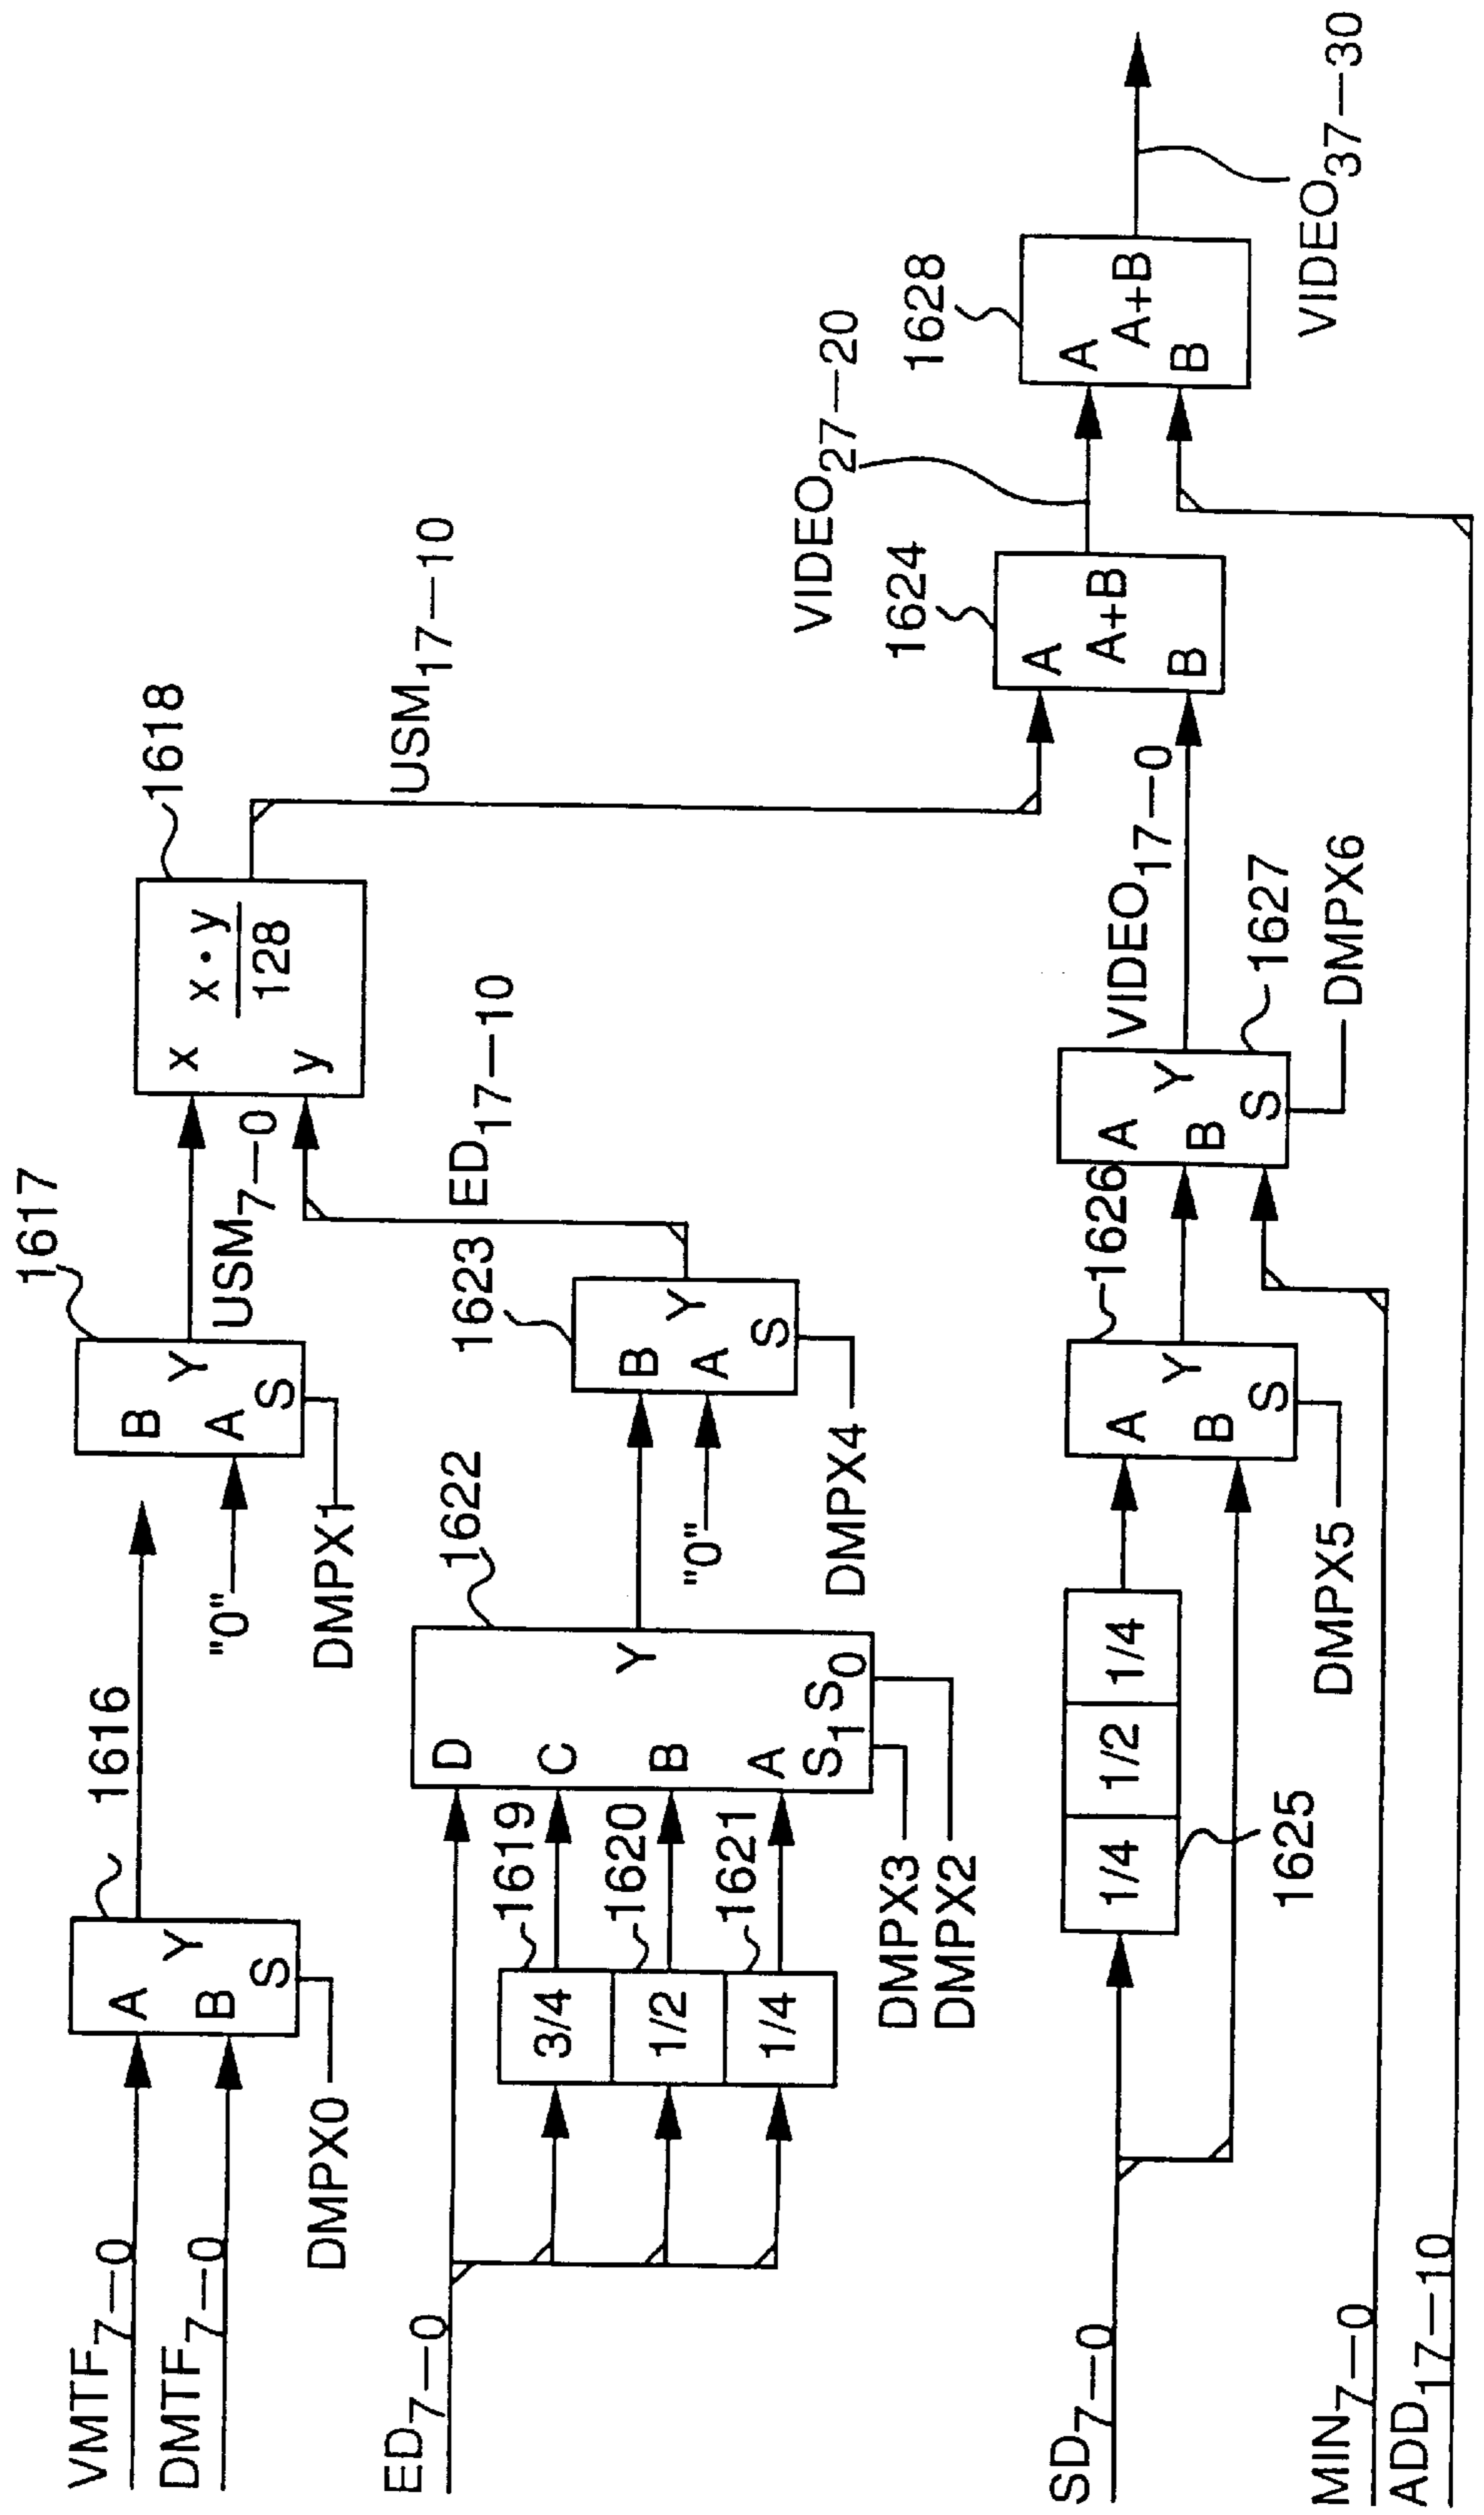 VMTF7−0
DMTF7−0
DMPX0
A
B
Y
S
1616
"0"
DMPX1
B
A
Y
S
1617
USM7−0
x
y
x·y
128
1618
USM17−10
ED7−0
3/4
1/2
1/4
1619
1620
1621
D
C
B
A
Y
S1
S0
DMPX3
DMPX2
1622
"0"
DMPX4
B
A
Y
S
1623
ED17−10
SD7−0
1/4
1/2
1/4
1625
A
B
Y
S
DMPX5
1626
A
B
Y
S
DMPX6
1627
VIDEO17−0
A
A+B
B
1624
VIDEO27−20
A
A+B
B
1628
VIDEO37−30
MIN7−0
ADD17−10